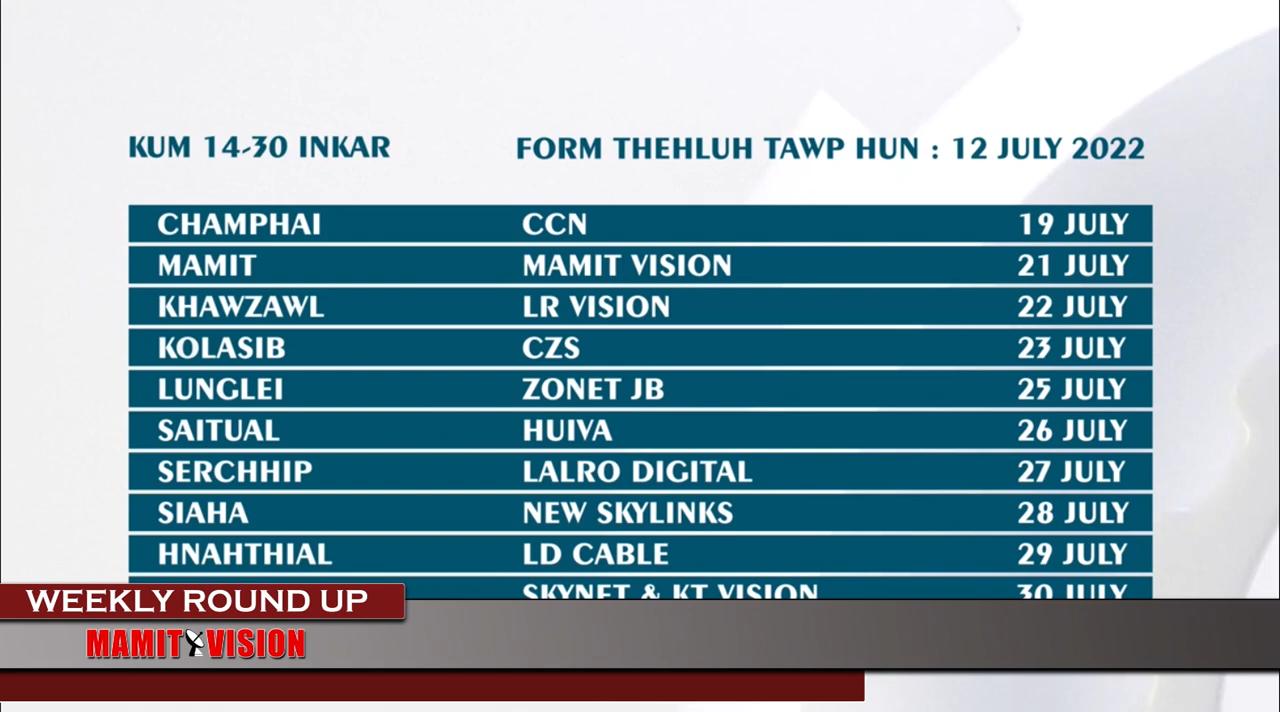 KUM 14-30 INKAR FORM THEHLUH TAWP HUN : 12 JULY 2022
CHAMPHAI CCN 19 JULY
MAMIT MAMIT VISION 21 JULY
KHAWZAWL LR VISION 22 JULY
KOLASIB CZS 23 JULY
LUNGLEI ZONET JB 25 JULY
SAITUAL HUIVA 26 JULY
SERCHHIP LALRO DIGITAL 27 JULY
SIAHA NEW SKYLINKS 28 JULY
HNAHTHIAL LD CABLE 29 JULY
SKYNET & KT VISION 30 JULY
WEEKLY ROUND UP
MAMIT VISION